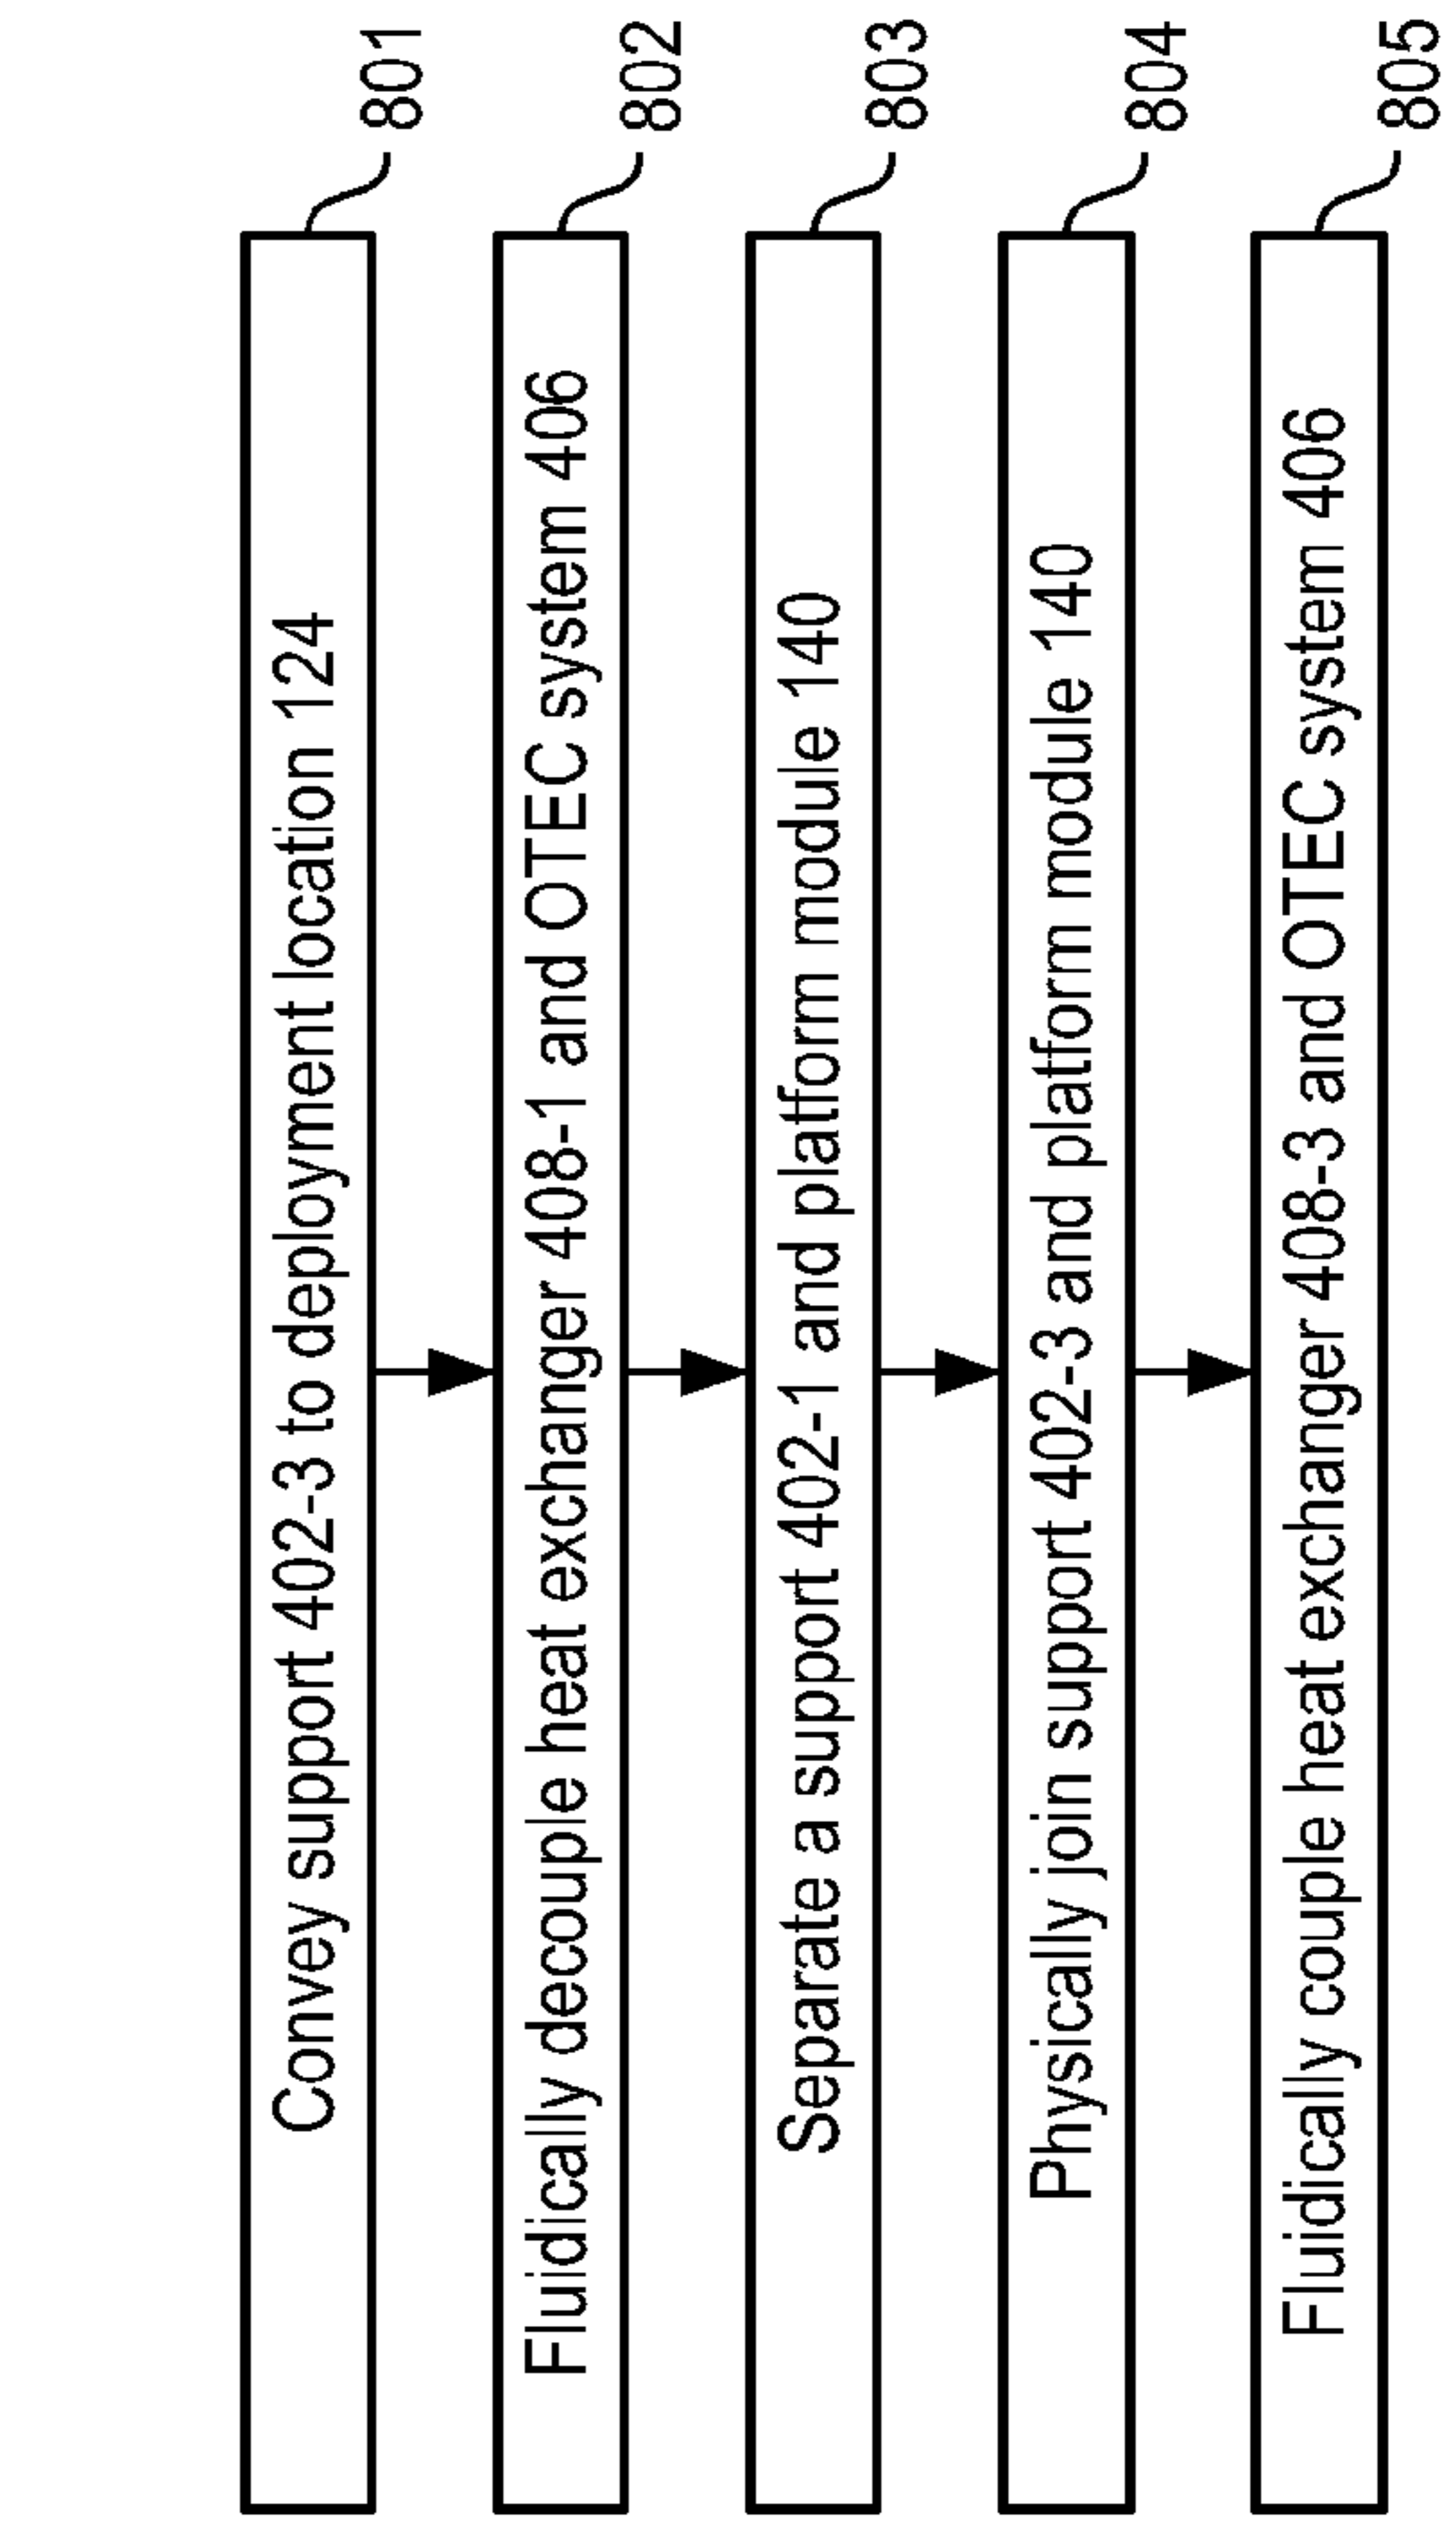 Convey support 402-3 to deployment location 124
801
Fluidically decouple heat exchanger 408-1 and OTEC system 406
802
Separate a support 402-1 and platform module 140
803
Physically join support 402-3 and platform module 140
804
Fluidically couple heat exchanger 408-3 and OTEC system 406
805